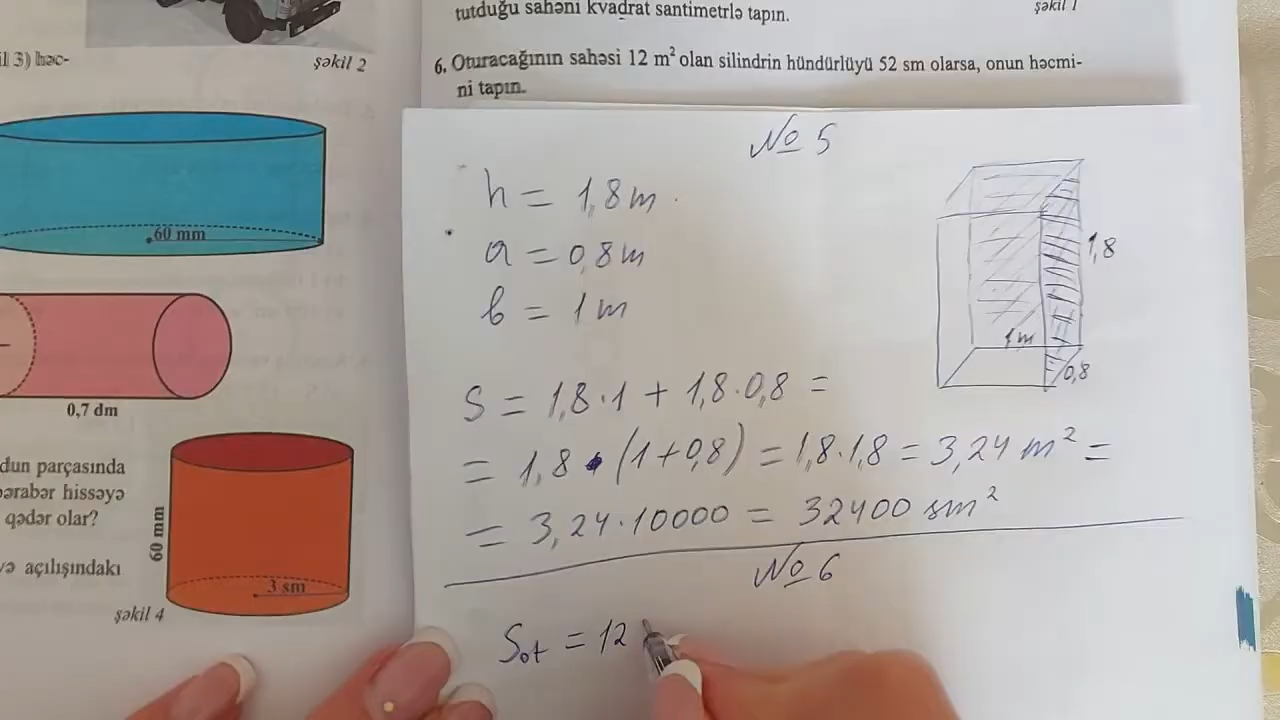 tutduğu sahəni kvadrat santimetrlə tapın.
şəkil 1
6. Oturacağının sahəsi 12 m² olan silindrin hündürlüyü 52 sm olarsa, onun həcmi-
ni tapın.
il 3) həc-
şəkil 2
60 mm
0,7 dm
dun parçasında
bərabər hissəyə
qədər olar?
və açılışındakı
60 mm
3 sm
şəkil 4
№ 5
h = 1,8 m
a = 0,8 m
b = 1 m
1,8
1 m
0,8
S = 1,8 · 1 + 1,8 · 0,8 =
= 1,8 · (1 + 0,8) = 1,8 · 1,8 = 3,24 m² =
= 3,24 · 10000 = 32400 sm²
№ 6
Sot = 12